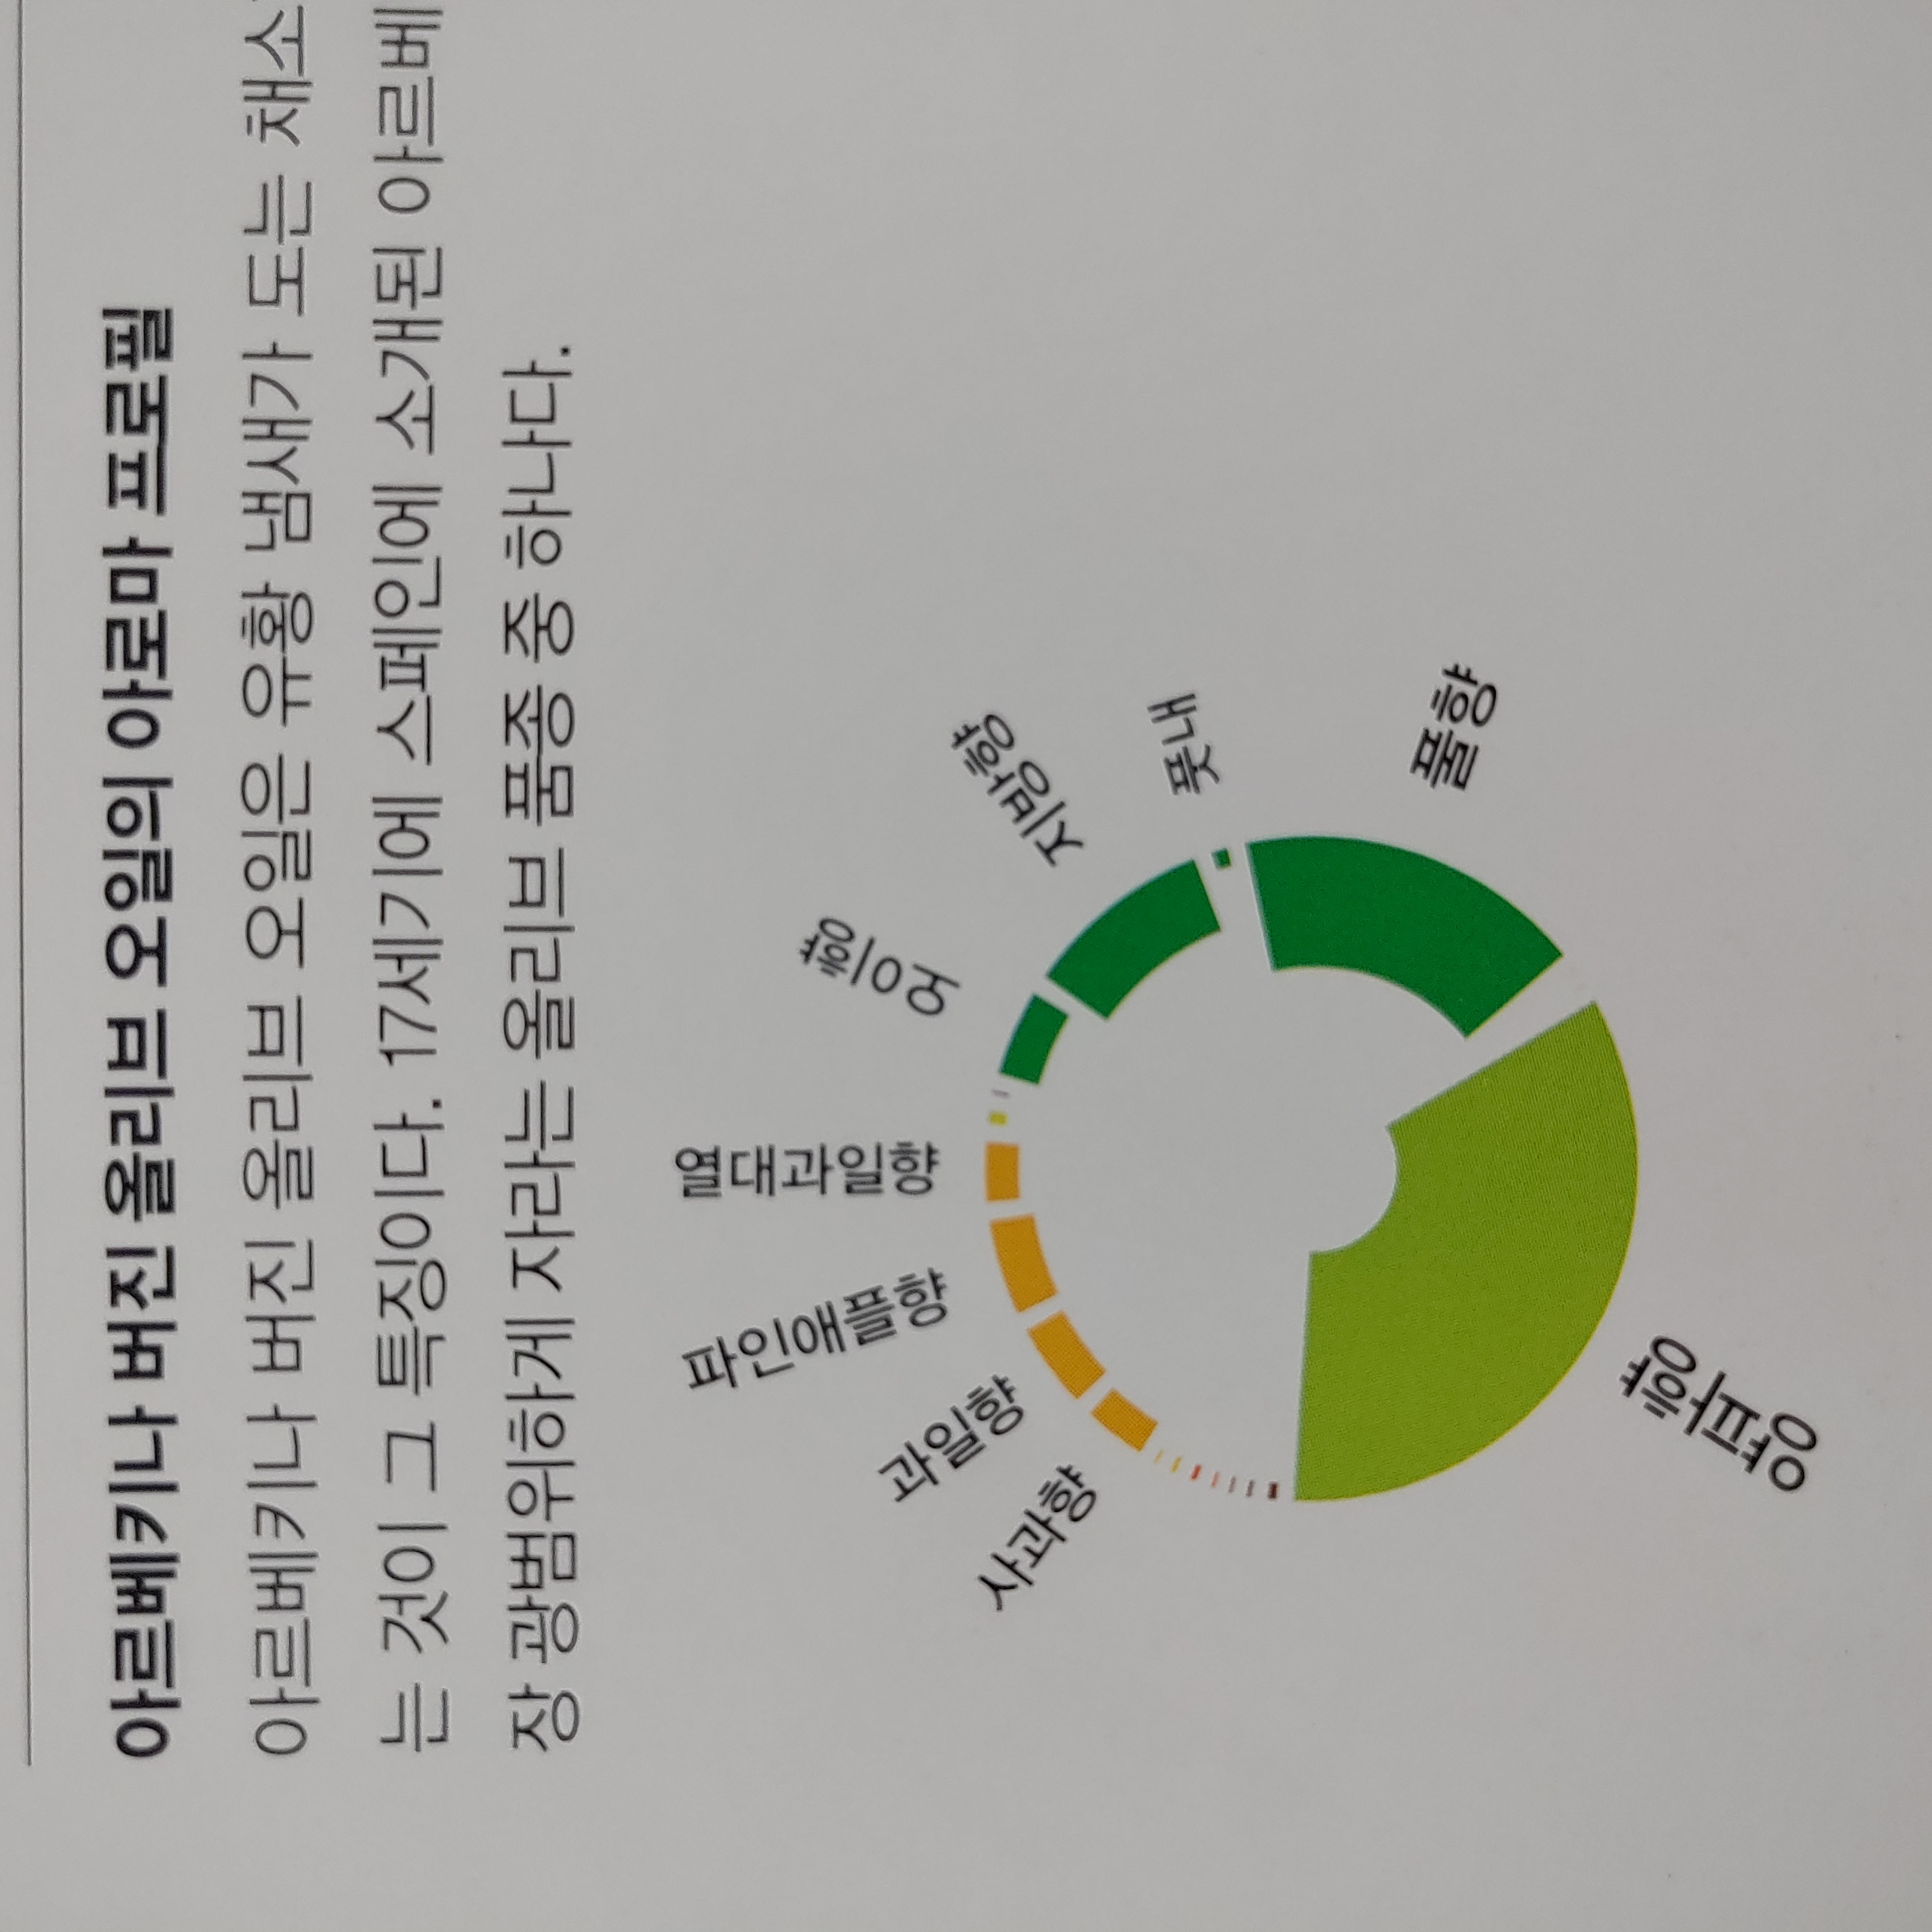 아르베키나 버진 올리브 오일의 아로마 프로필
아르베키나 버진 올리브 오일은 유황 냄새가 도는 채소
는 것이 그 특징이다. 17세기에 스페인에 소개된 아르베
장 광범위하게 자라는 올리브 품종 중 하나다.
사과향
과일향
파인애플향
열대과일향
오이향
지방향
풋내
풀향
양파향